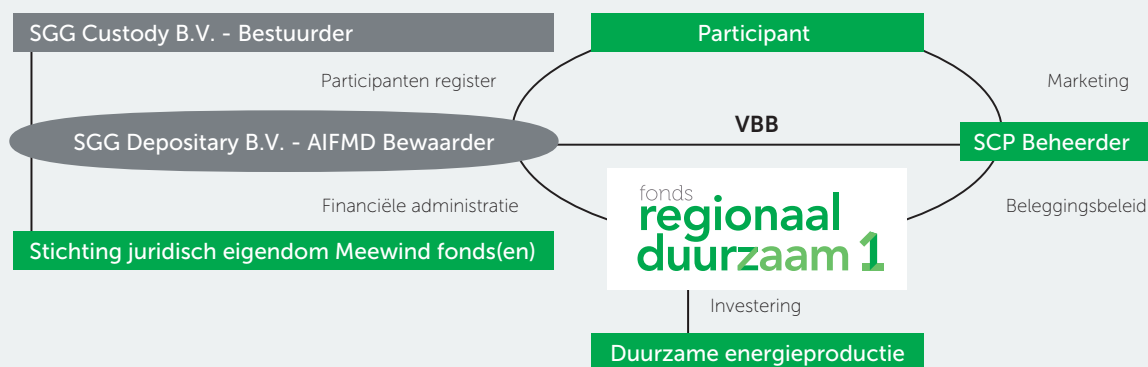 SGG Custody B.V. - Bestuurder
Participant
Participanten register
Marketing
VBB
SGG Depositary B.V. - AIFMD Bewaarder
SCP Beheerder
fonds
regionaal
duurzaam 1
Financiële administratie
Beleggingsbeleid
Stichting juridisch eigendom Meewind fonds(en)
Investering
Duurzame energieproductie